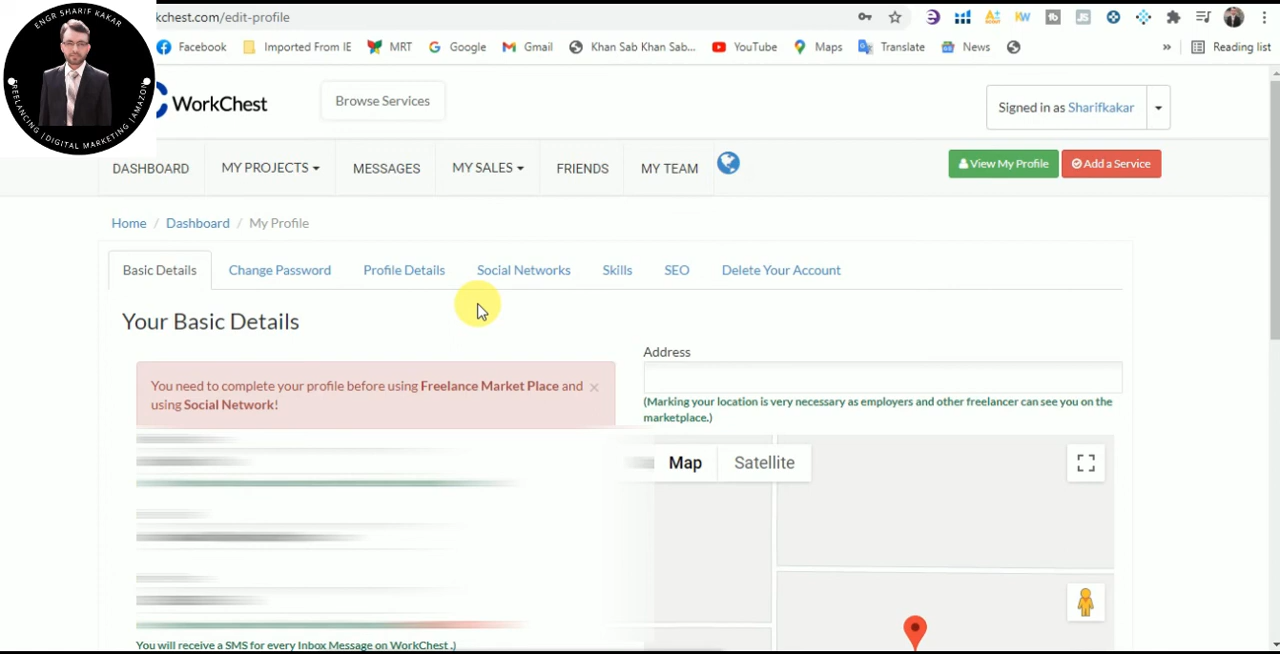 ENGR SHARIF KAKAR
FREELANCING | DIGITAL MARKETING | AMAZON
kchest.com/edit-profile
Facebook
Imported From IE
MRT
Google
Gmail
Khan Sab Khan Sab...
YouTube
Maps
Translate
News
»
Reading list
WorkChest
Browse Services
Signed in as Sharifkakar
DASHBOARD
MY PROJECTS
MESSAGES
MY SALES
FRIENDS
MY TEAM
View My Profile
Add a Service
Home / Dashboard / My Profile
Basic Details
Change Password
Profile Details
Social Networks
Skills
SEO
Delete Your Account
Your Basic Details
You need to complete your profile before using Freelance Market Place and
using Social Network!
×
Address
(Marking your location is very necessary as employers and other freelancer can see you on the
marketplace.)
Map
Satellite
You will receive a SMS for every Inbox Message on WorkChest .)